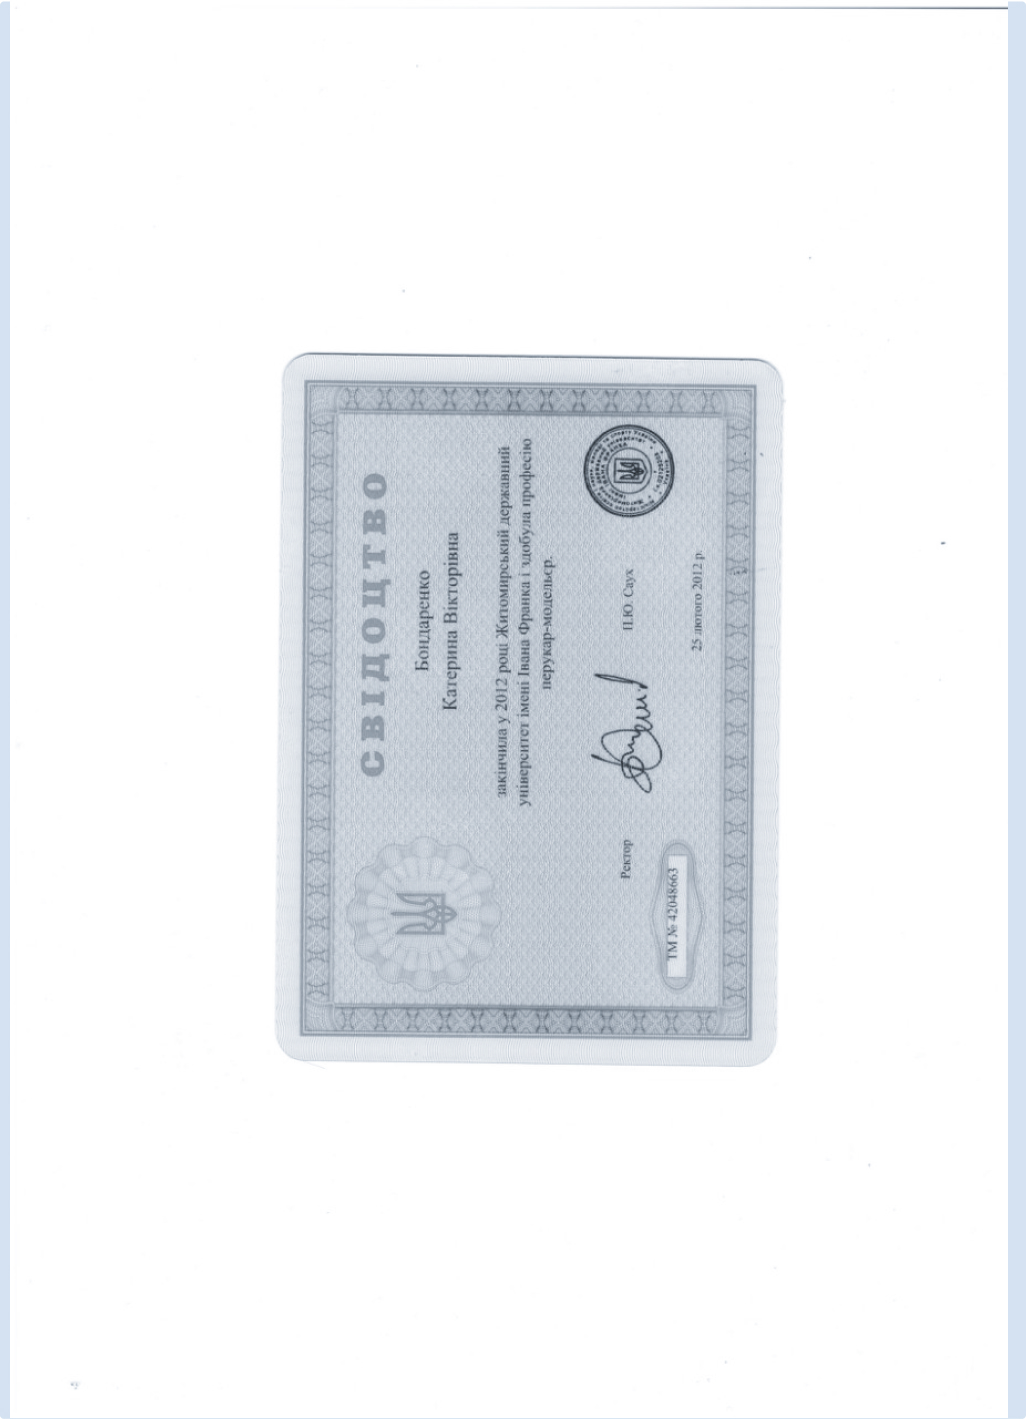 СВІДОЦТВО
Бондаренко
Катерина Вікторівна
закінчила у 2012 році Житомирський державний
університет імені Івана Франка і здобула професію
перукар-модельєр.
Ректор
П.Ю. Саух
ТМ № 42048663
25 лютого 2012 р.